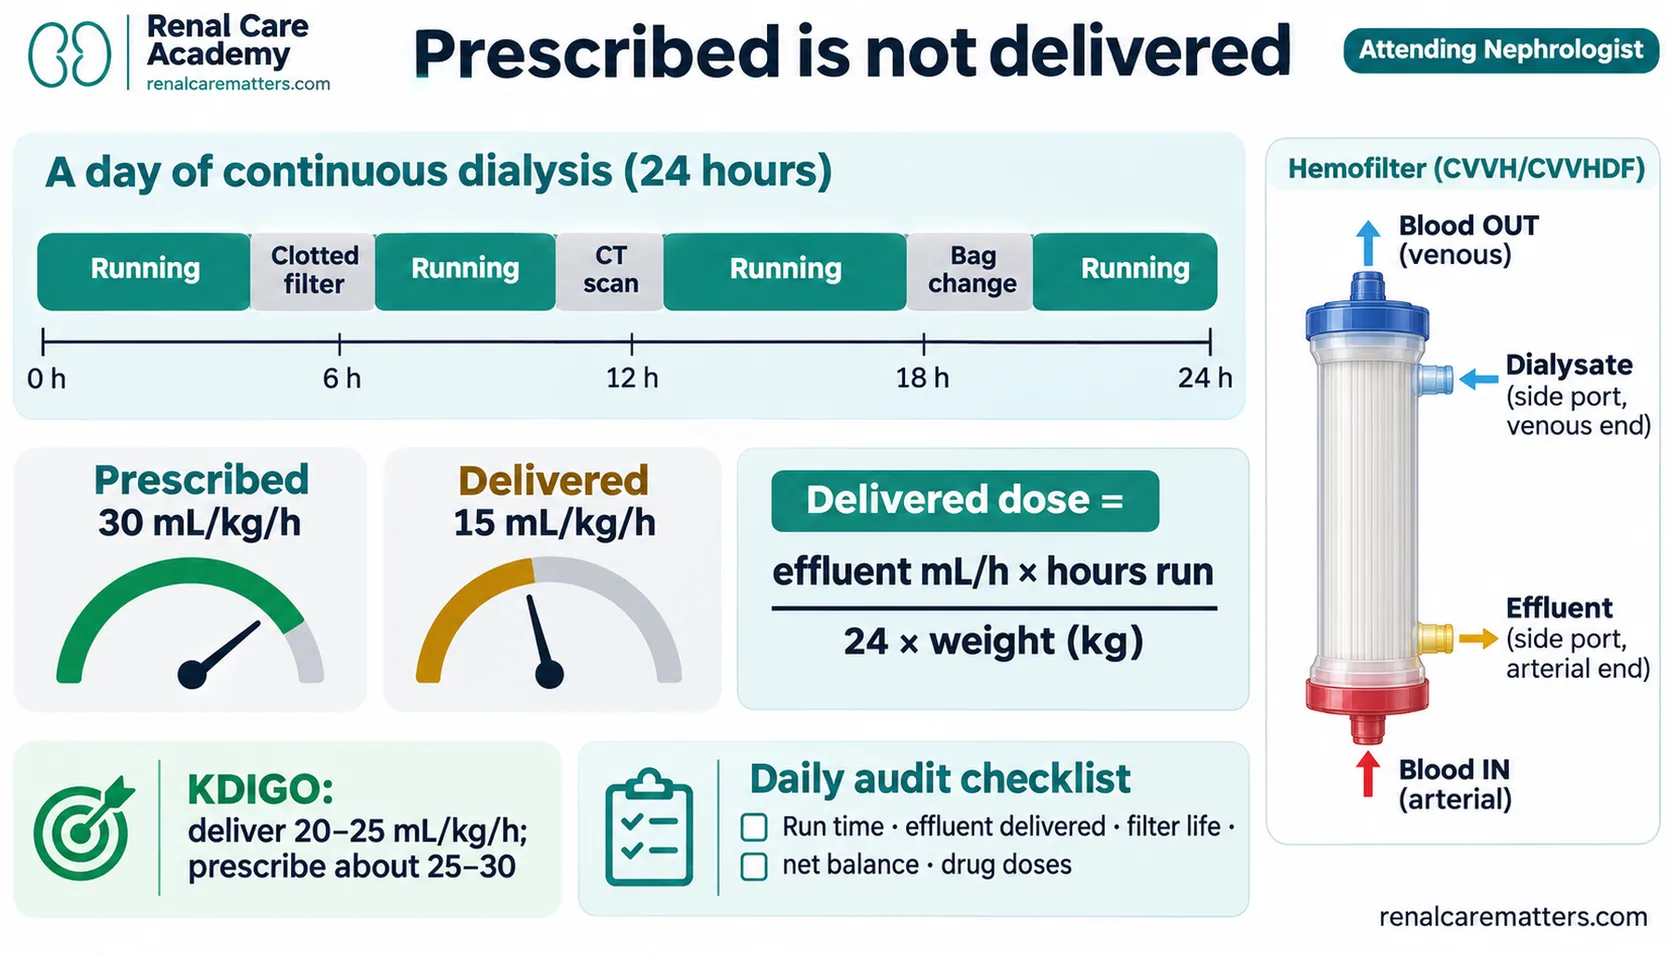 Renal Care
Academy
renalcarematters.com
Prescribed is not delivered
Attending Nephrologist
A day of continuous dialysis (24 hours)
Running
Clotted
filter
Running
CT
scan
Running
Bag
change
Running
0 h
6 h
12 h
18 h
24 h
Prescribed
30 mL/kg/h
Delivered
15 mL/kg/h
Delivered dose =
effluent mL/h × hours run
24 × weight (kg)
KDIGO:
deliver 20–25 mL/kg/h;
prescribe about 25–30
Daily audit checklist
Run time · effluent delivered · filter life ·
net balance · drug doses
Hemofilter (CVVH/CVVHDF)
Blood OUT
(venous)
Dialysate
(side port,
venous end)
Effluent
(side port,
arterial end)
Blood IN
(arterial)
renalcarematters.com